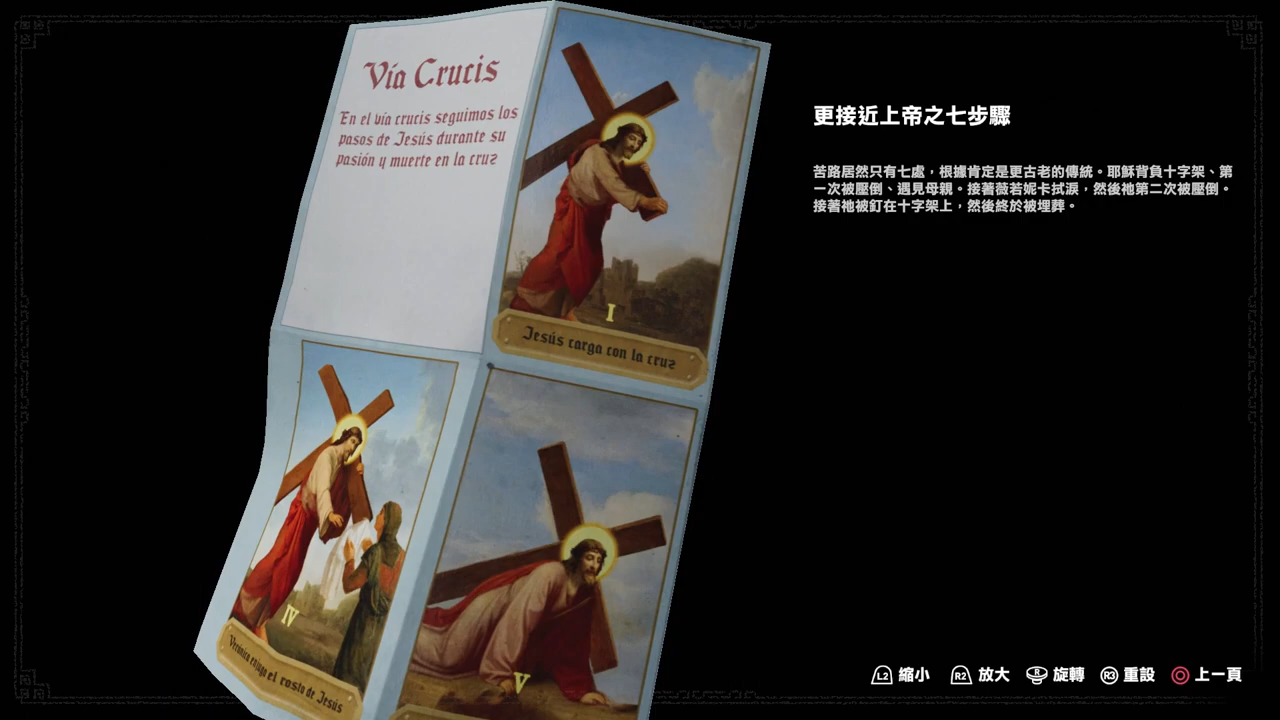 Vía Crucis
En el vía crucis seguimos los
pasos de Jesús durante su
pasión y muerte en la cruz
I
Jesús carga con la cruz
IV
Verónica enjuga el rostro de Jesús
V
更接近上帝之七步驟
苦路居然只有七處，根據肯定是更古老的傳統。耶穌背負十字架、第
一次被壓倒、遇見母親。接著薇若妮卡拭淚，然後祂第二次被壓倒。
接著祂被釘在十字架上，然後終於被埋葬。
L2 縮小 R2 放大 R 旋轉 R3 重設 上一頁